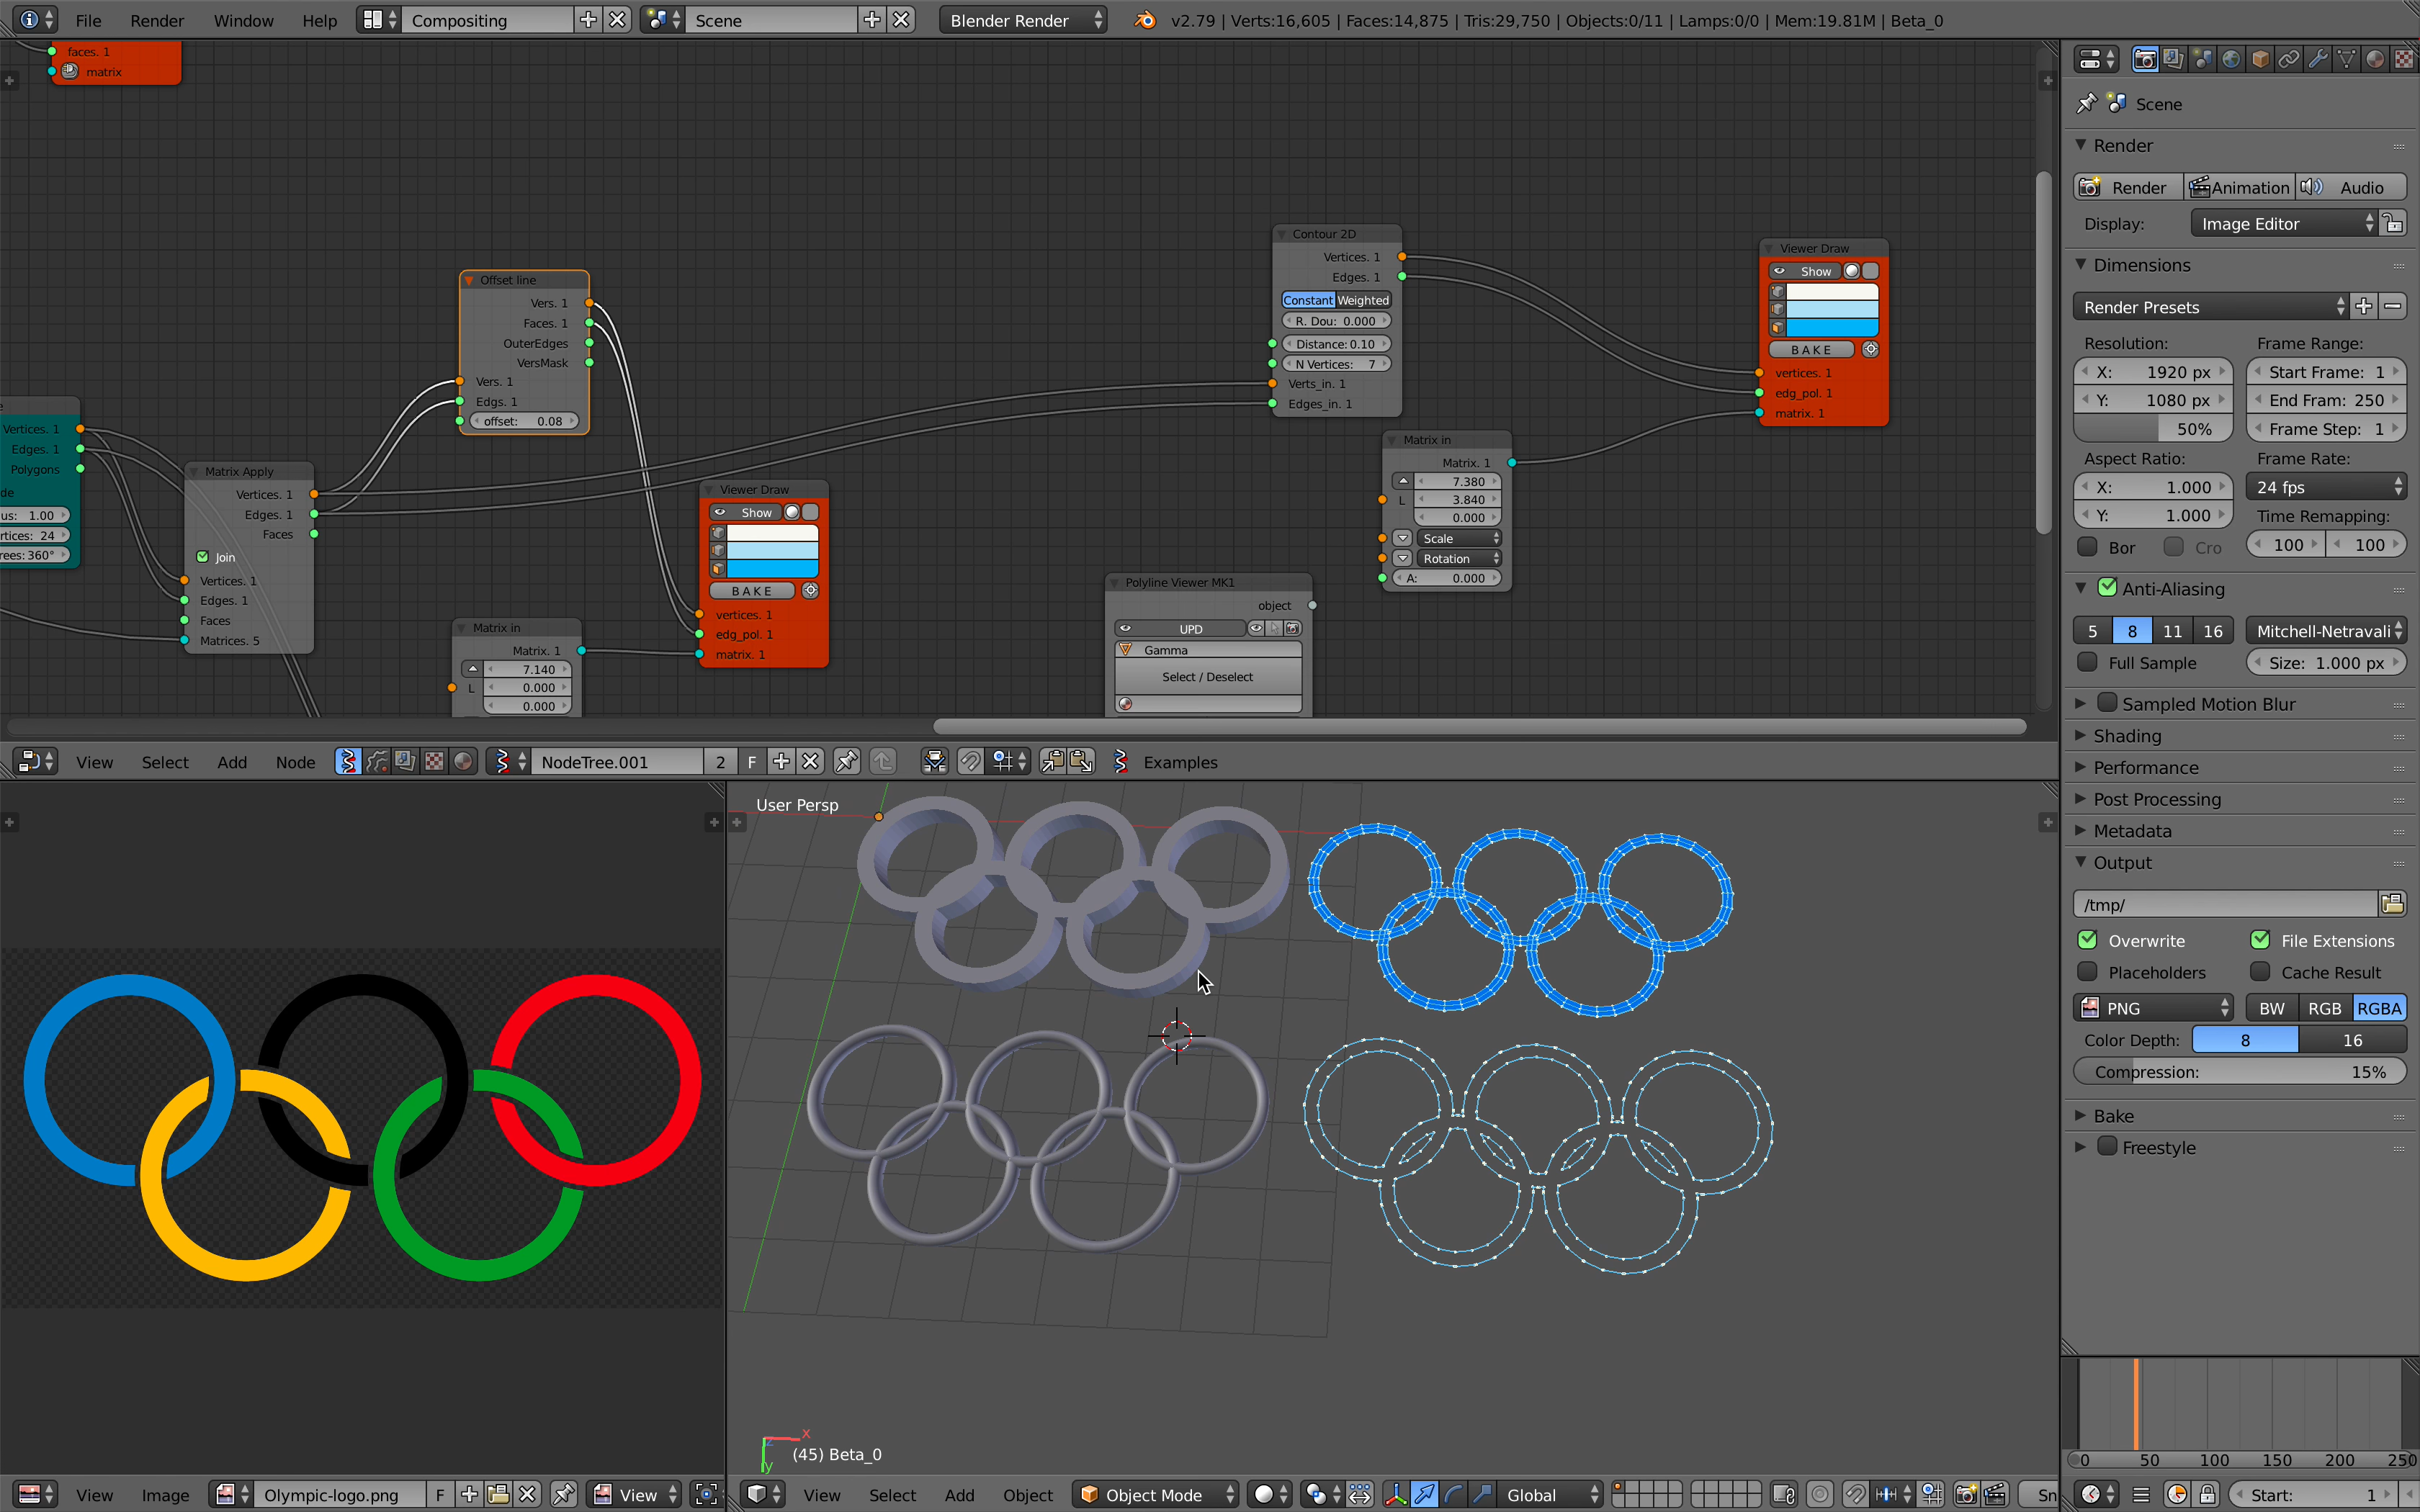 File Render Window Help Compositing Scene Blender Render v2.79 | Verts:16,605 | Faces:14,875 | Tris:29,750 | Objects:0/11 | Lamps:0/0 | Mem:19.81M | Beta_0
faces. 1
matrix
Vertices. 1
Edges. 1
Polygons
us: 1.00
rtices: 24
rees: 360°
Matrix Apply
Vertices. 1
Edges. 1
Faces
Join
Vertices. 1
Edges. 1
Faces
Matrices. 5
Offset line
Vers. 1
Faces. 1
OuterEdges
VersMask
Vers. 1
Edgs. 1
offset: 0.08
Matrix in
Matrix. 1
7.140
L 0.000
0.000
Viewer Draw
Show
BAKE
vertices. 1
edg_pol. 1
matrix. 1
Polyline Viewer MK1
object
UPD
Gamma
Select / Deselect
Contour 2D
Vertices. 1
Edges. 1
Constant Weighted
R. Dou: 0.000
Distance: 0.10
N Vertices: 7
Verts_in. 1
Edges_in. 1
Matrix in
Matrix. 1
7.380
L 3.840
0.000
Scale
Rotation
A: 0.000
Viewer Draw
Show
BAKE
vertices. 1
edg_pol. 1
matrix. 1
View Select Add Node NodeTree.001 2 F Examples
User Persp
x
z
y
(45) Beta_0
View Image Olympic-logo.png F View
View Select Add Object Object Mode Global Sn
Scene
Render
Render Animation Audio
Display: Image Editor
Dimensions
Render Presets
Resolution: Frame Range:
X: 1920 px Start Frame: 1
Y: 1080 px End Fram: 250
50% Frame Step: 1
Aspect Ratio: Frame Rate:
X: 1.000 24 fps
Y: 1.000 Time Remapping:
Bor Cro 100 100
Anti-Aliasing
5 8 11 16 Mitchell-Netravali
Full Sample Size: 1.000 px
Sampled Motion Blur
Shading
Performance
Post Processing
Metadata
Output
/tmp/
Overwrite File Extensions
Placeholders Cache Result
PNG BW RGB RGBA
Color Depth: 8 16
Compression: 15%
Bake
Freestyle
0 50 100 150 200 250
Start: 1